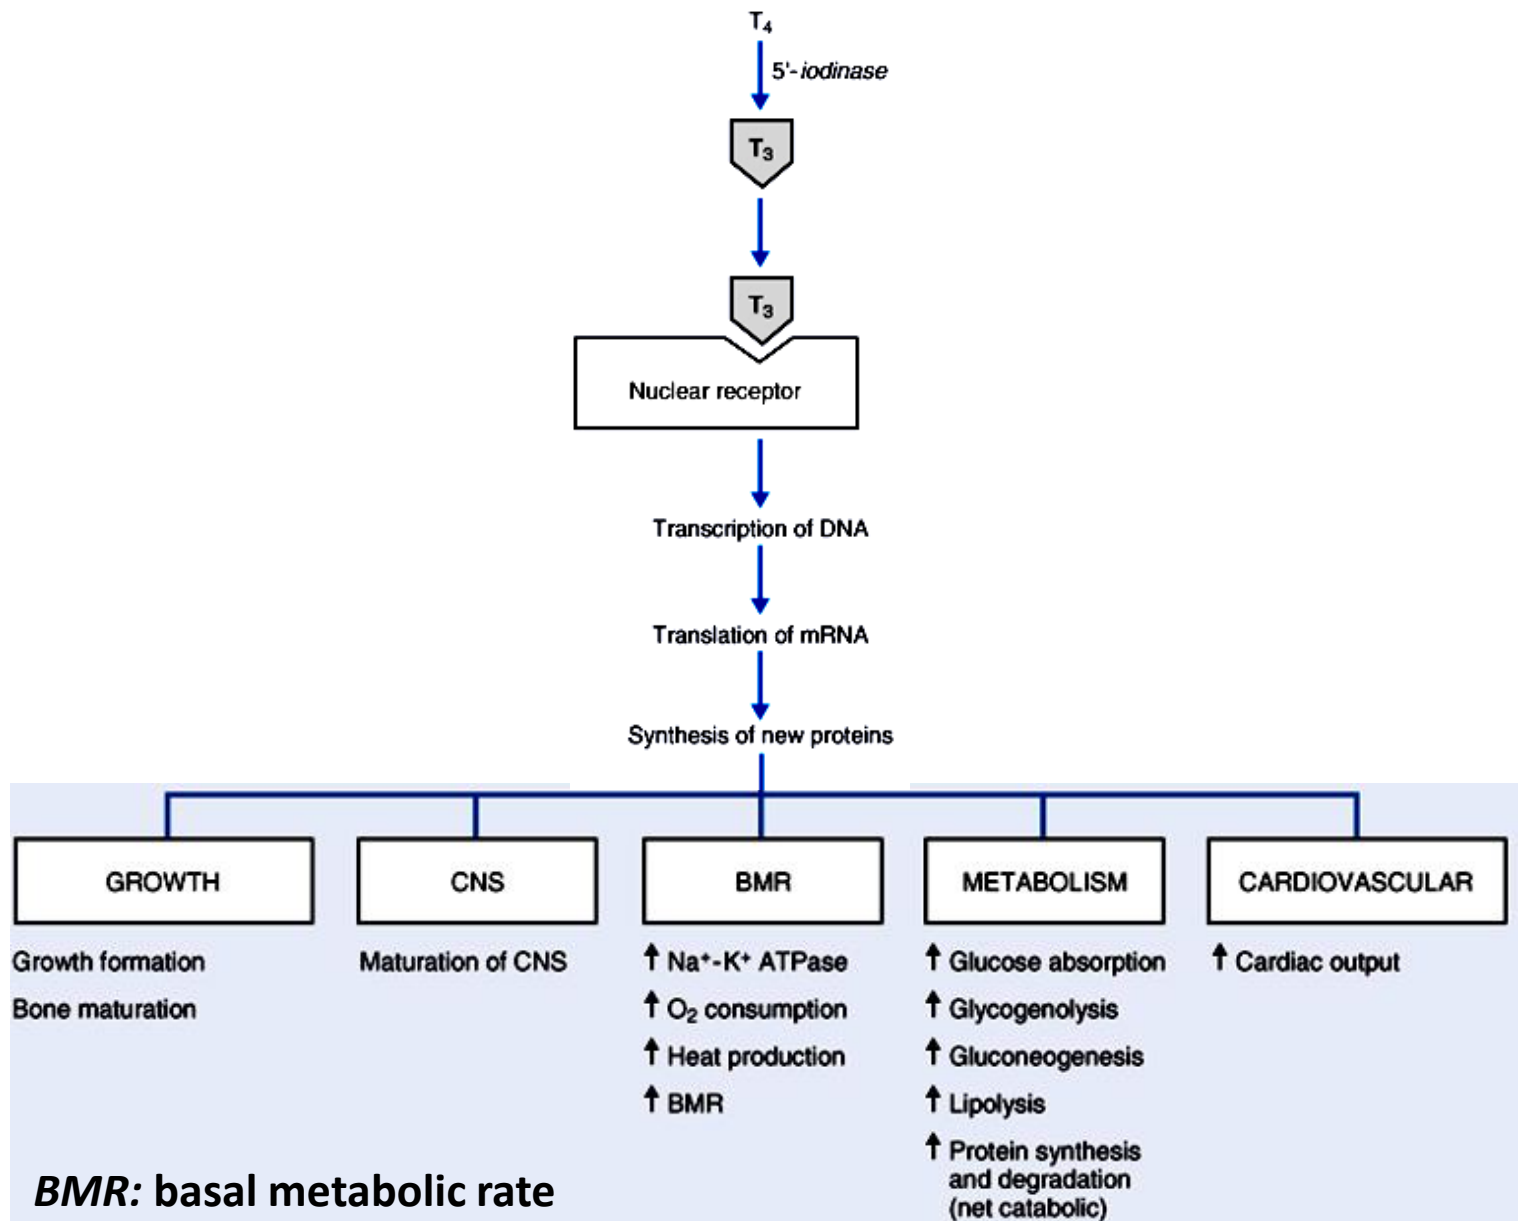 T₄
5'-iodinase
T₃
T₃
Nuclear receptor
Transcription of DNA
Translation of mRNA
Synthesis of new proteins
GROWTH
Growth formation
Bone maturation
CNS
Maturation of CNS
BMR
↑ Na⁺-K⁺ ATPase
↑ O₂ consumption
↑ Heat production
↑ BMR
METABOLISM
↑ Glucose absorption
↑ Glycogenolysis
↑ Gluconeogenesis
↑ Lipolysis
↑ Protein synthesis
and degradation
(net catabolic)
CARDIOVASCULAR
↑ Cardiac output
BMR: basal metabolic rate